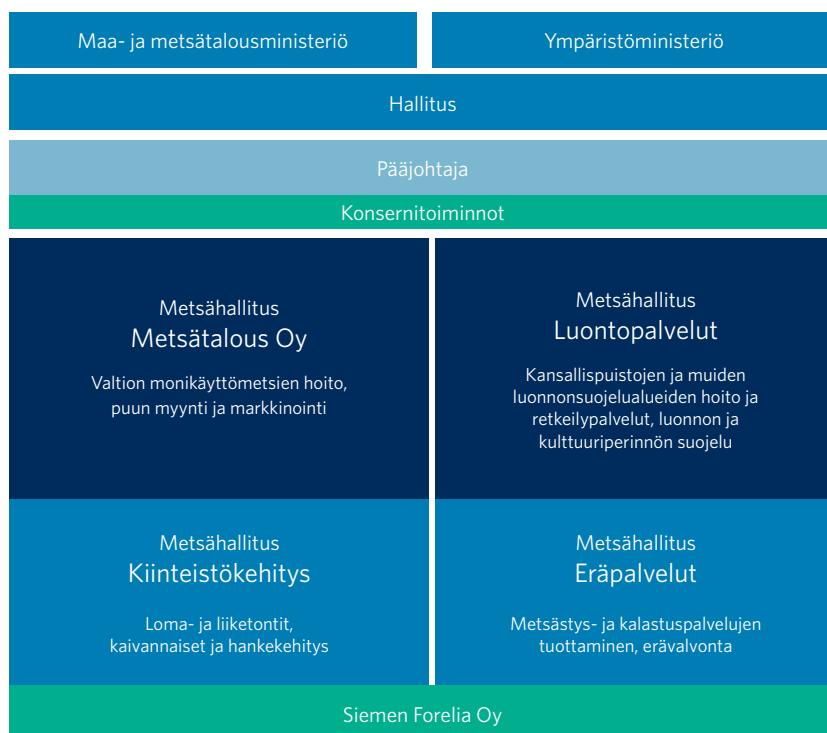 Maa- ja metsätalousministeriö
Ympäristöministeriö
Hallitus
Pääjohtaja
Konsernitoiminnot
Metsähallitus
Metsätalous Oy
Valtion monikäyttömetsien hoito,
puun myynti ja markkinointi
Metsähallitus
Luontopalvelut
Kansallispuistojen ja muiden
luonnonsuojelualueiden hoito ja
retkeilypalvelut, luonnon ja
kulttuuriperinnön suojelu
Metsähallitus
Kiinteistökehitys
Loma- ja liiketontit,
kaivannaiset ja hankekehitys
Metsähallitus
Eräpalvelut
Metsästys- ja kalastuspalvelujen
tuottaminen, erävalvonta
Siemen Forelia Oy